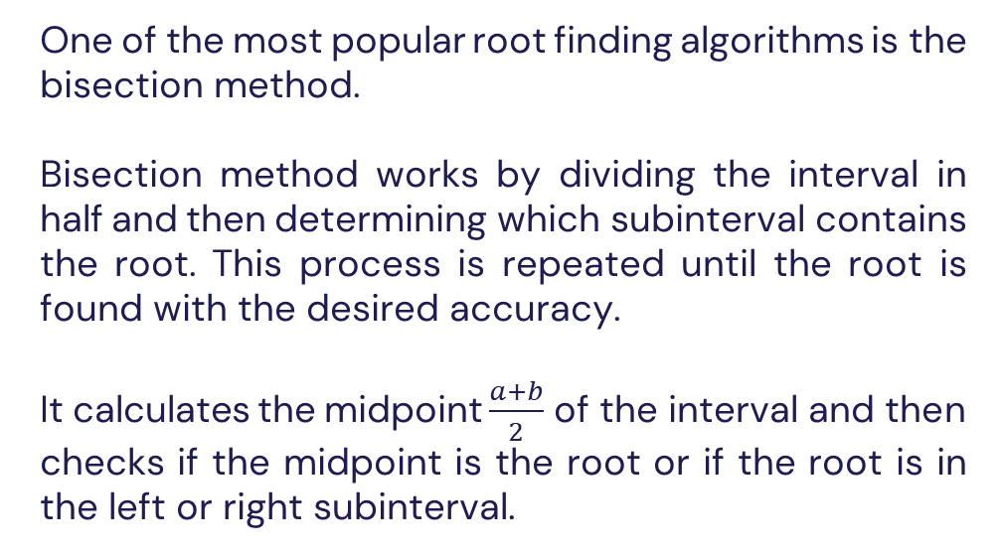 One of the most popular root finding algorithms is the
bisection method.
Bisection method works by dividing the interval in
half and then determining which subinterval contains
the root. This process is repeated until the root is
found with the desired accuracy.
It calculates the midpoint \frac{a+b}{2} of the interval and then
checks if the midpoint is the root or if the root is in
the left or right subinterval.